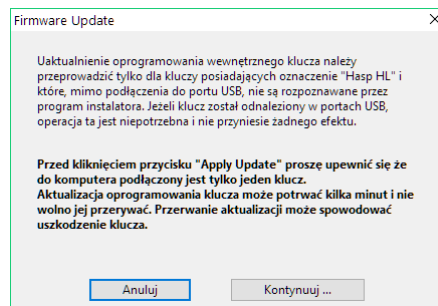 Firmware Update
Uaktualnienie oprogramowania wewnętrznego klucza należy
przeprowadzić tylko dla kluczy posiadających oznaczenie "Hasp HL" i
które, mimo podłączenia do portu USB, nie są rozpoznawane przez
program instalatora. Jeżeli klucz został odnaleziony w portach USB,
operacja ta jest niepotrzebna i nie przyniesie żadnego efektu.
Przed kliknięciem przycisku "Apply Update" proszę upewnić się że
do komputera podłączony jest tylko jeden klucz.
Aktualizacja oprogramowania klucza może potrwać kilka minut i nie
wolno jej przerywać. Przerwanie aktualizacji może spowodować
uszkodzenie klucza.
Anuluj
Kontynuuj ...